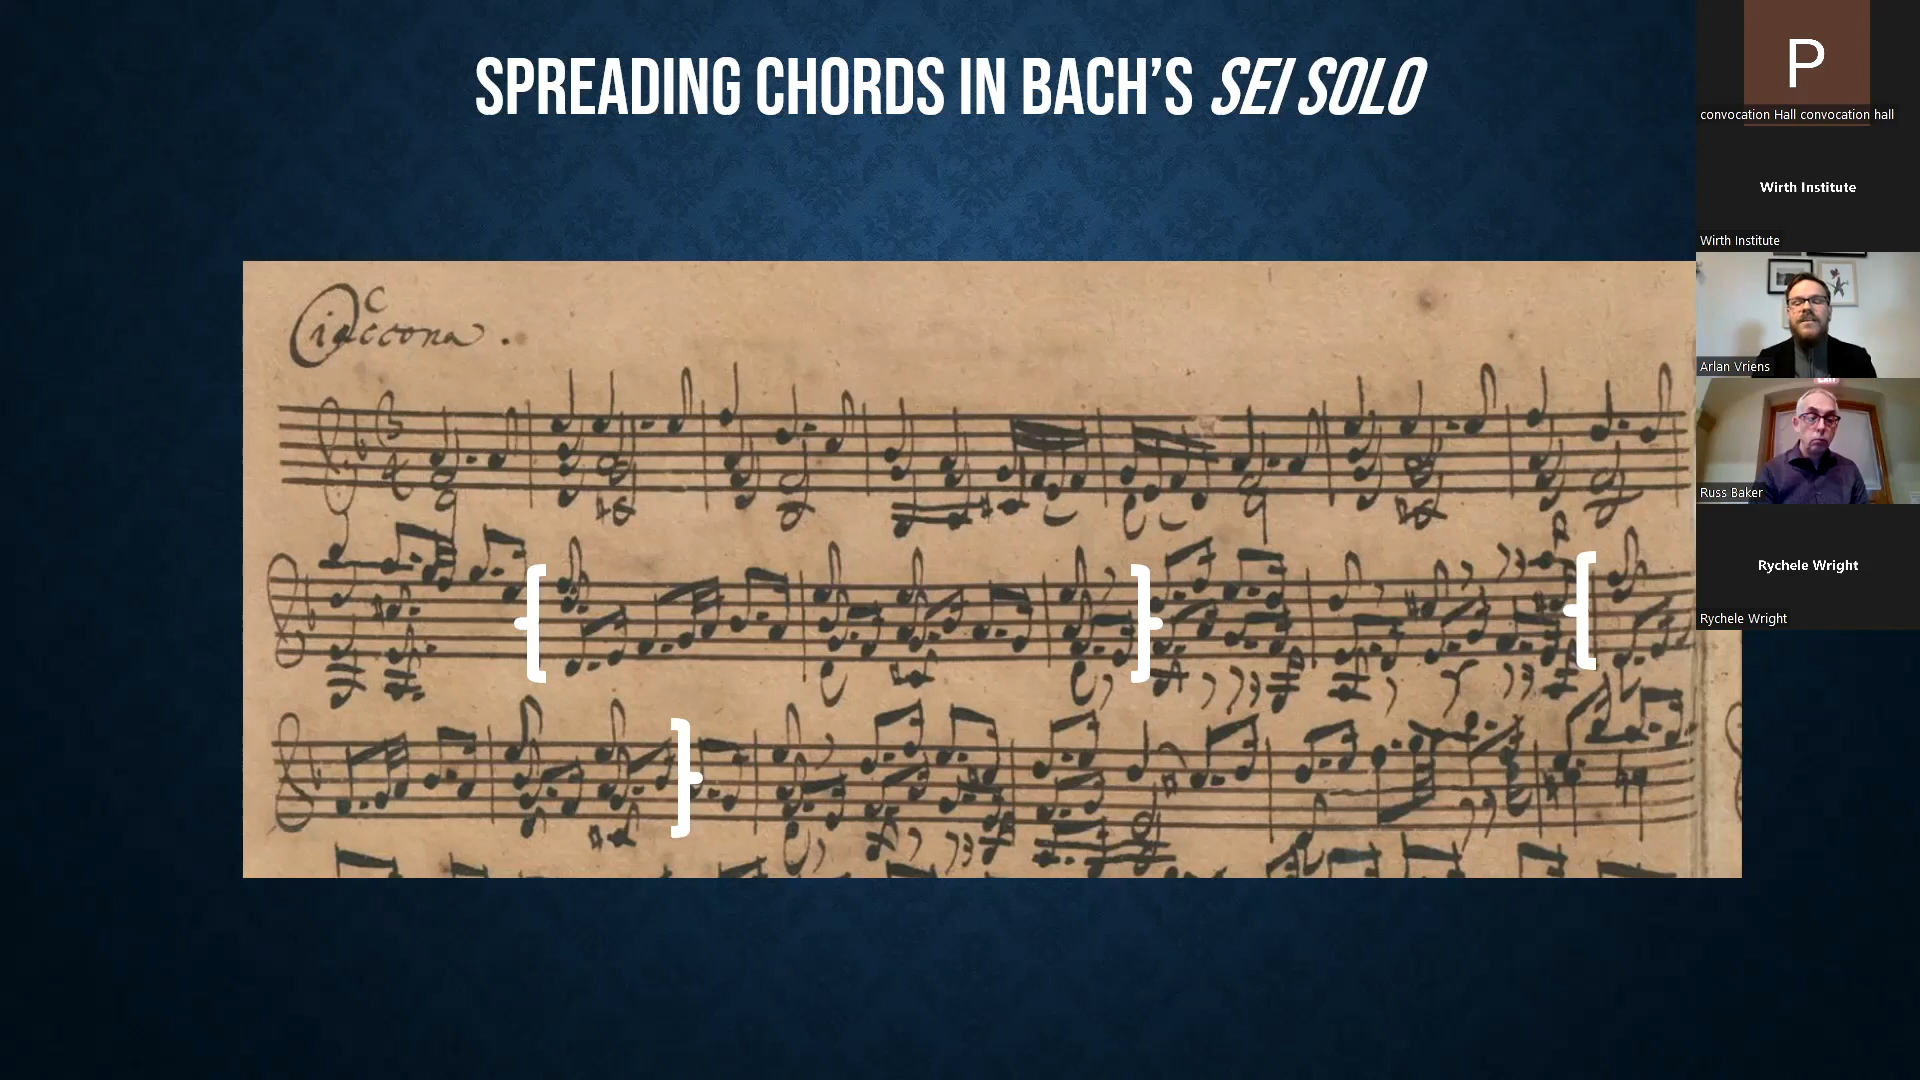 SPREADING CHORDS IN BACH’S SEI SOLO
Ciaccona.
P
convocation Hall convocation hall
Wirth Institute
Wirth Institute
Arlan Vriens
Russ Baker
Rychele Wright
Rychele Wright